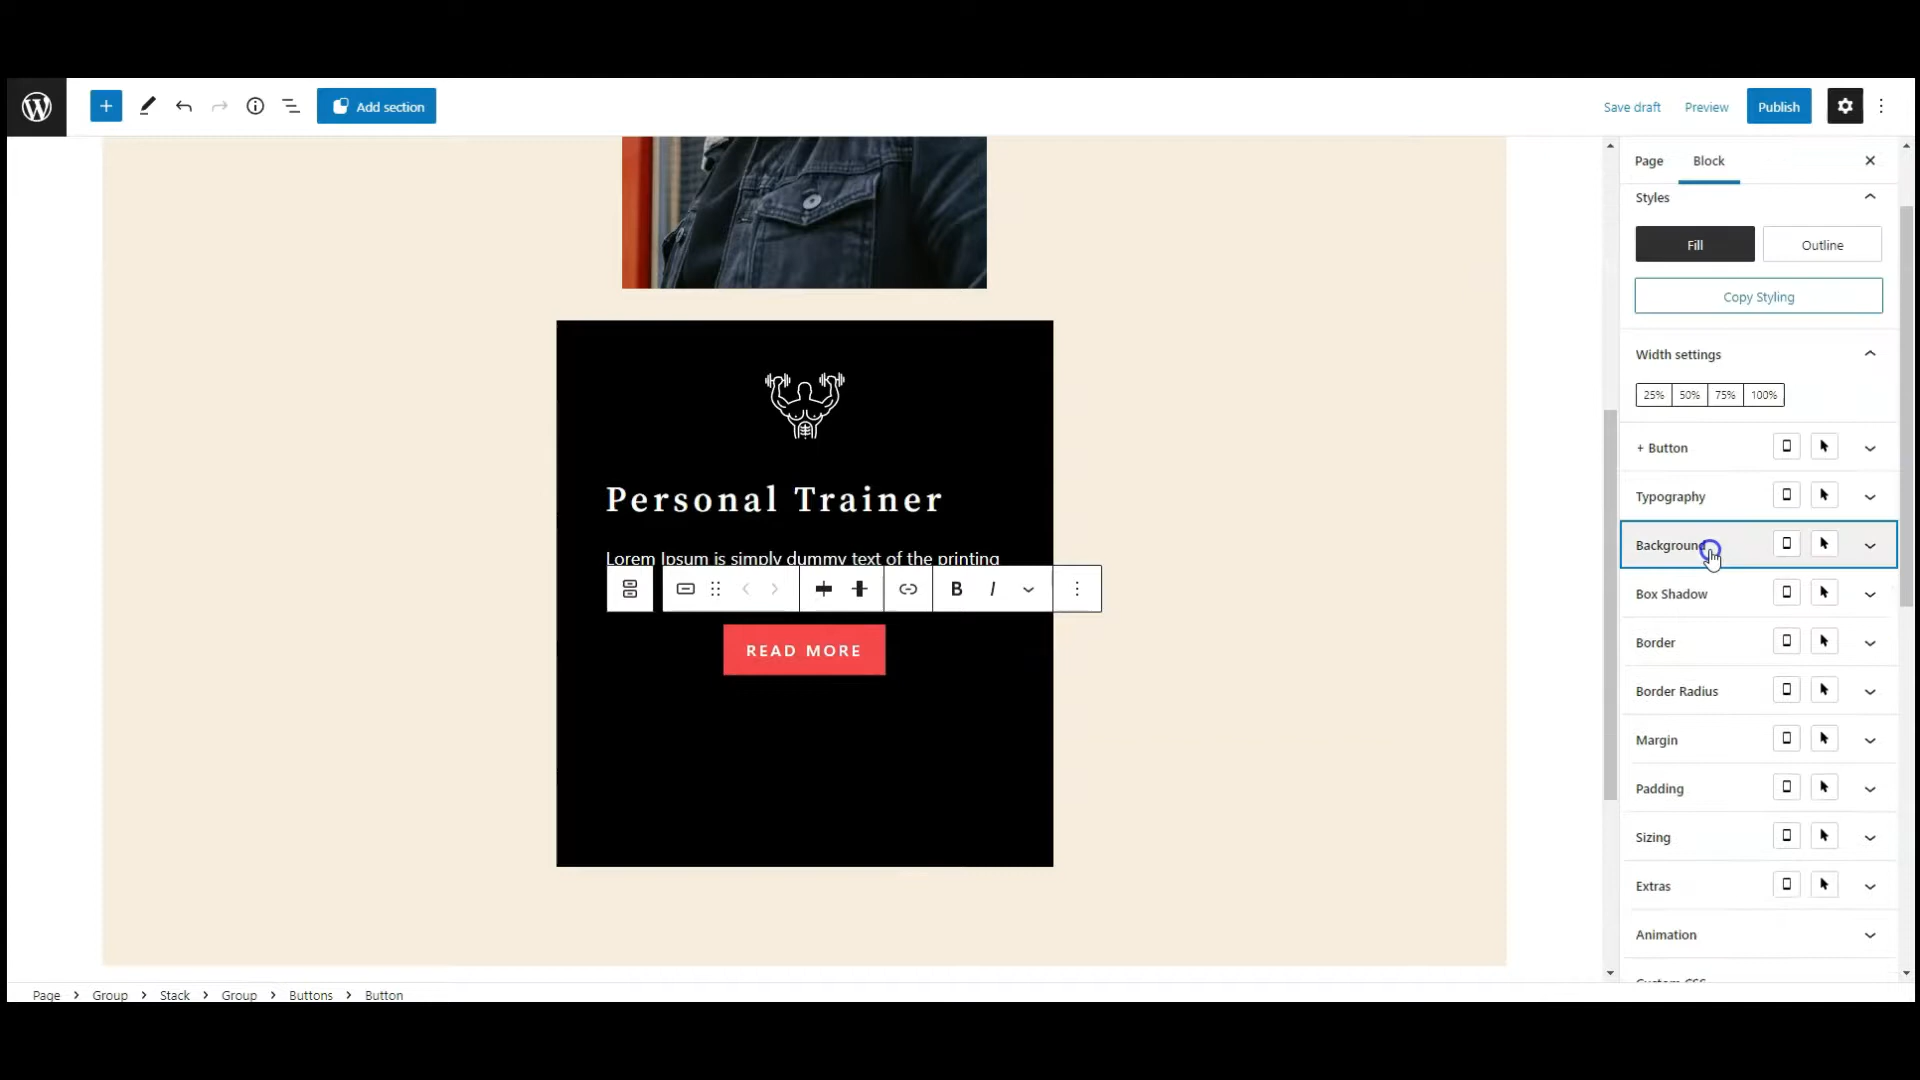 Add section
Save draft
Preview
Publish
Page
Block
Styles
Fill
Outline
Copy Styling
Width settings
25%
50%
75%
100%
+ Button
Typography
Background
Box Shadow
Border
Border Radius
Margin
Padding
Sizing
Extras
Animation
Personal Trainer
Lorem Ipsum is simply dummy text of the printing
B I
READ MORE
Page > Group > Stack > Group > Buttons > Button